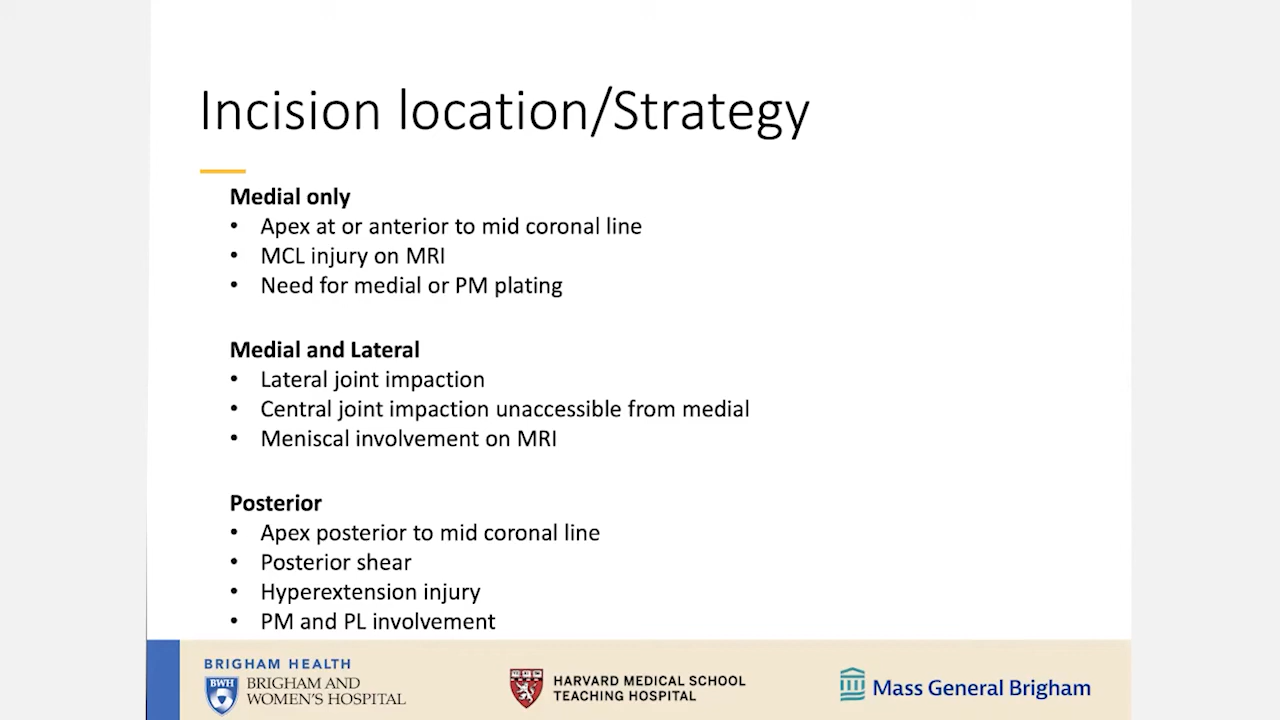 Incision location/Strategy
Medial only
• Apex at or anterior to mid coronal line
• MCL injury on MRI
• Need for medial or PM plating
Medial and Lateral
• Lateral joint impaction
• Central joint impaction unaccessible from medial
• Meniscal involvement on MRI
Posterior
• Apex posterior to mid coronal line
• Posterior shear
• Hyperextension injury
• PM and PL involvement
BRIGHAM HEALTH
BWH
BRIGHAM AND
WOMEN'S HOSPITAL
HARVARD MEDICAL SCHOOL
TEACHING HOSPITAL
Mass General Brigham